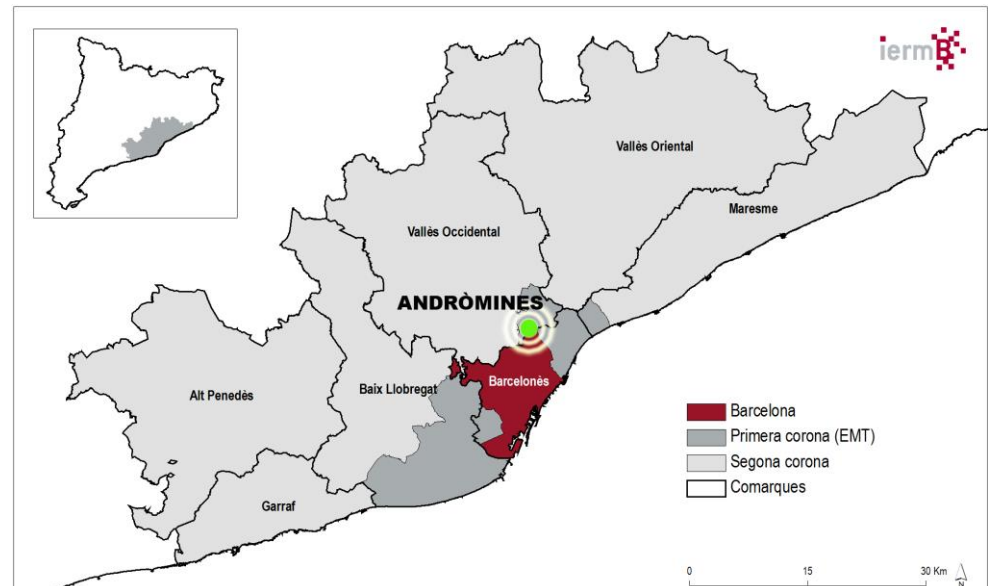 iermB
Vallès Oriental
Maresme
Vallès Occidental
ANDRÒMINES
Barcelonès
Baix Llobregat
Alt Penedès
Garraf
Barcelona
Primera corona (EMT)
Segona corona
Comarques
0 15 30 Km
N